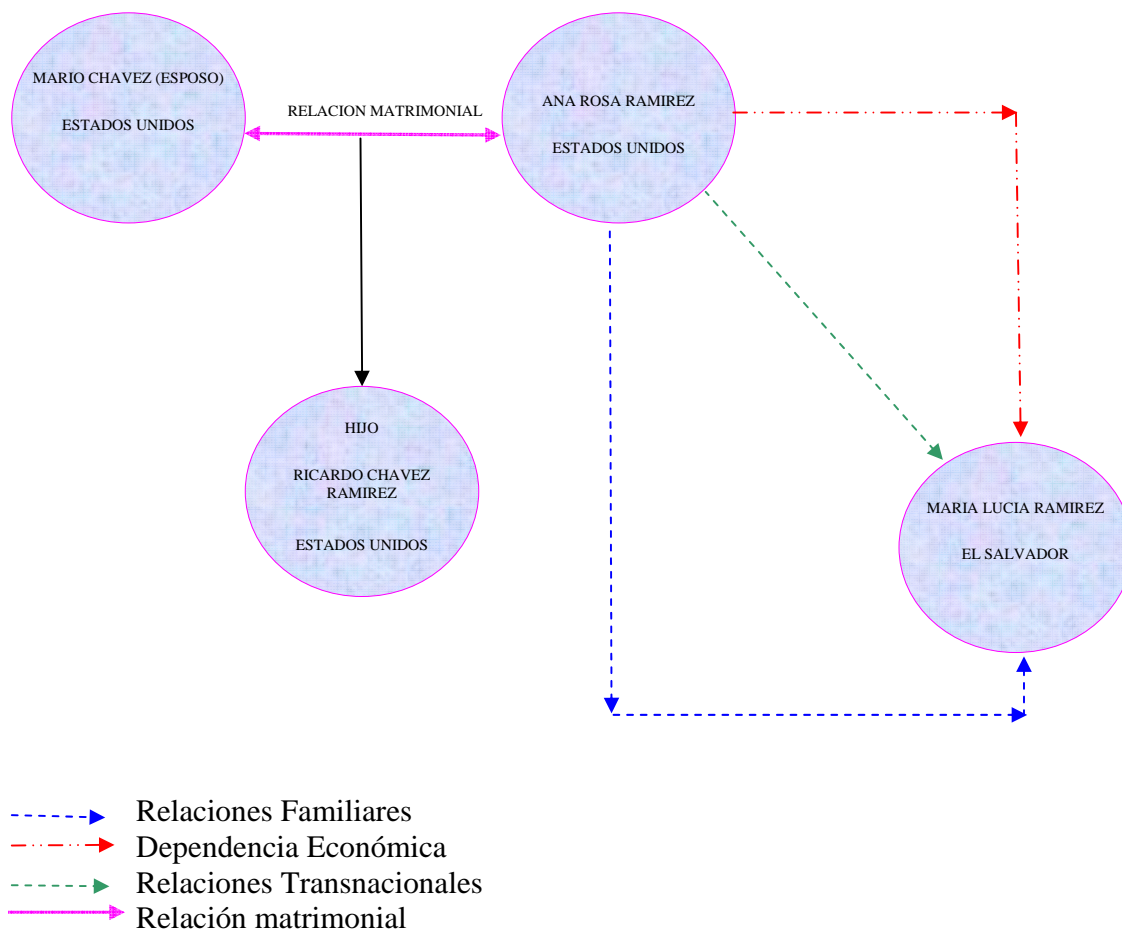 MARIO CHAVEZ (ESPOSO)
ESTADOS UNIDOS
RELACION MATRIMONIAL
ANA ROSA RAMIREZ
ESTADOS UNIDOS
HIJO
RICARDO CHAVEZ
RAMIREZ
ESTADOS UNIDOS
MARIA LUCIA RAMIREZ
EL SALVADOR
Relaciones Familiares
Dependencia Económica
Relaciones Transnacionales
Relación matrimonial